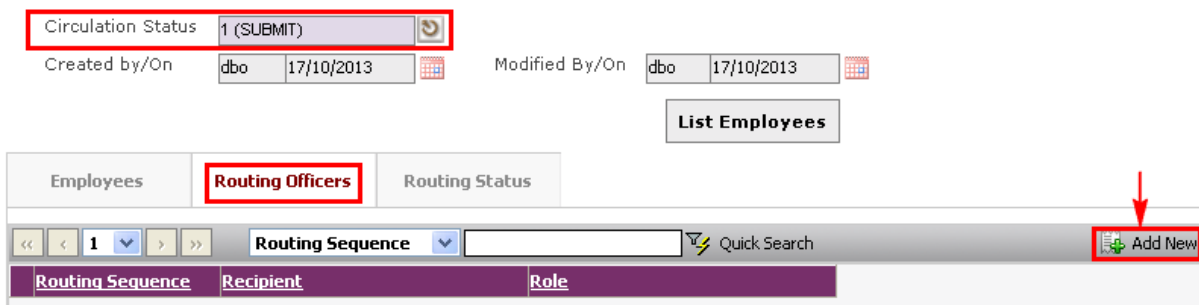 Circulation Status 1 (SUBMIT)
Created by/On dbo 17/10/2013 Modified By/On dbo 17/10/2013
List Employees
Employees Routing Officers Routing Status
<< < 1 > >> Routing Sequence Quick Search Add New
Routing Sequence Recipient Role